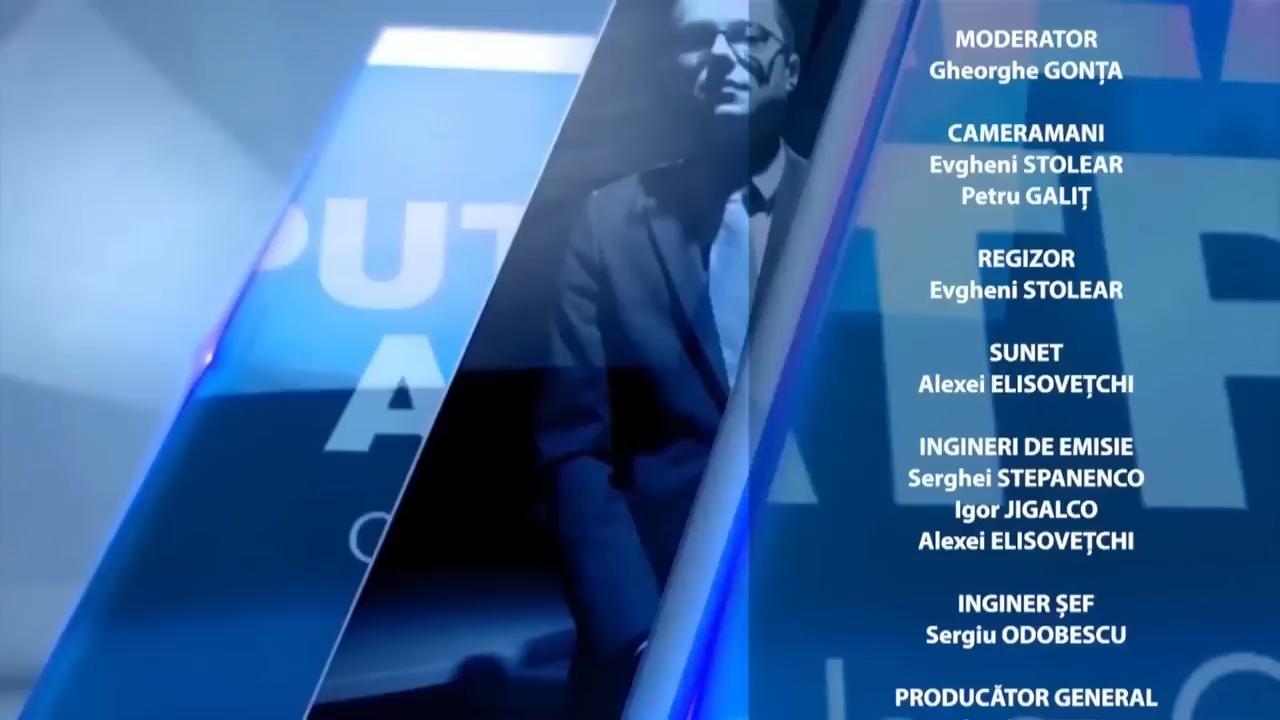 PUT
A
MODERATOR
Gheorghe GONȚA
CAMERAMANI
Evgheni STOLEAR
Petru GALIȚ
REGIZOR
Evgheni STOLEAR
SUNET
Alexei ELISOVEȚCHI
INGINERI DE EMISIE
Serghei STEPANENCO
Igor JIGALCO
Alexei ELISOVEȚCHI
INGINER ȘEF
Sergiu ODOBESCU
PRODUCĂTOR GENERAL